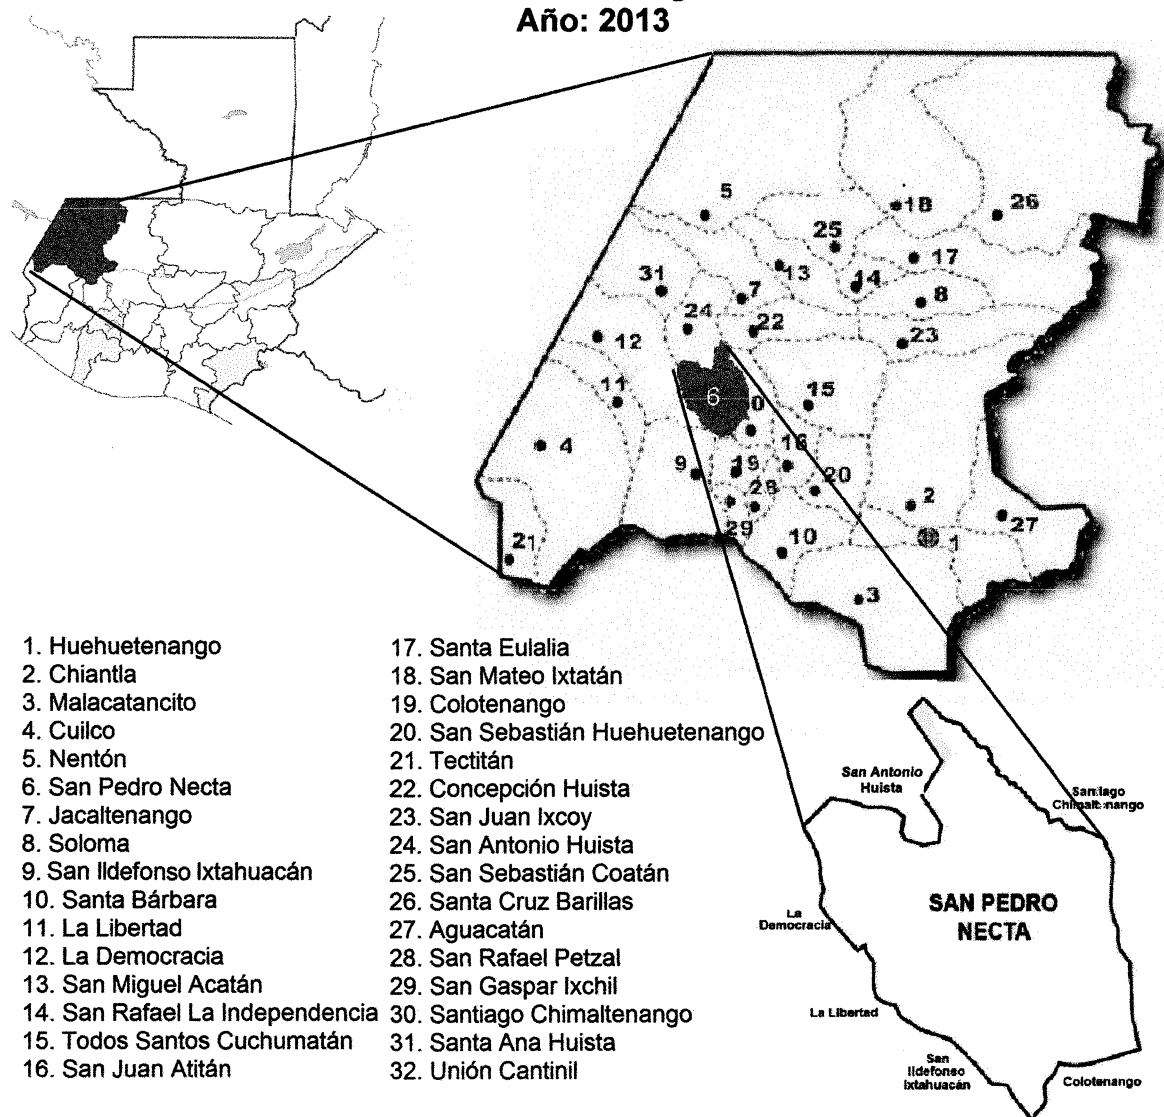 Año: 2013
5
18
26
25
17
13
31
14
7
8
24
22
12
23
6
11
15
0
4
16
9
19
20
28
2
27
29
21
10
1
3
1. Huehuetenango
2. Chiantla
3. Malacatancito
4. Cuilco
5. Nentón
6. San Pedro Necta
7. Jacaltenango
8. Soloma
9. San Ildefonso Ixtahuacán
10. Santa Bárbara
11. La Libertad
12. La Democracia
13. San Miguel Acatán
14. San Rafael La Independencia
15. Todos Santos Cuchumatán
16. San Juan Atitán
17. Santa Eulalia
18. San Mateo Ixtatán
19. Colotenango
20. San Sebastián Huehuetenango
21. Tectitán
22. Concepción Huista
23. San Juan Ixcoy
24. San Antonio Huista
25. San Sebastián Coatán
26. Santa Cruz Barillas
27. Aguacatán
28. San Rafael Petzal
29. San Gaspar Ixchil
30. Santiago Chimaltenango
31. Santa Ana Huista
32. Unión Cantinil
San Antonio
Huista
Santiago
Chimaltenango
SAN PEDRO
NECTA
La
Democracia
La Libertad
San
Ildefonso
Ixtahuacán
Colotenango